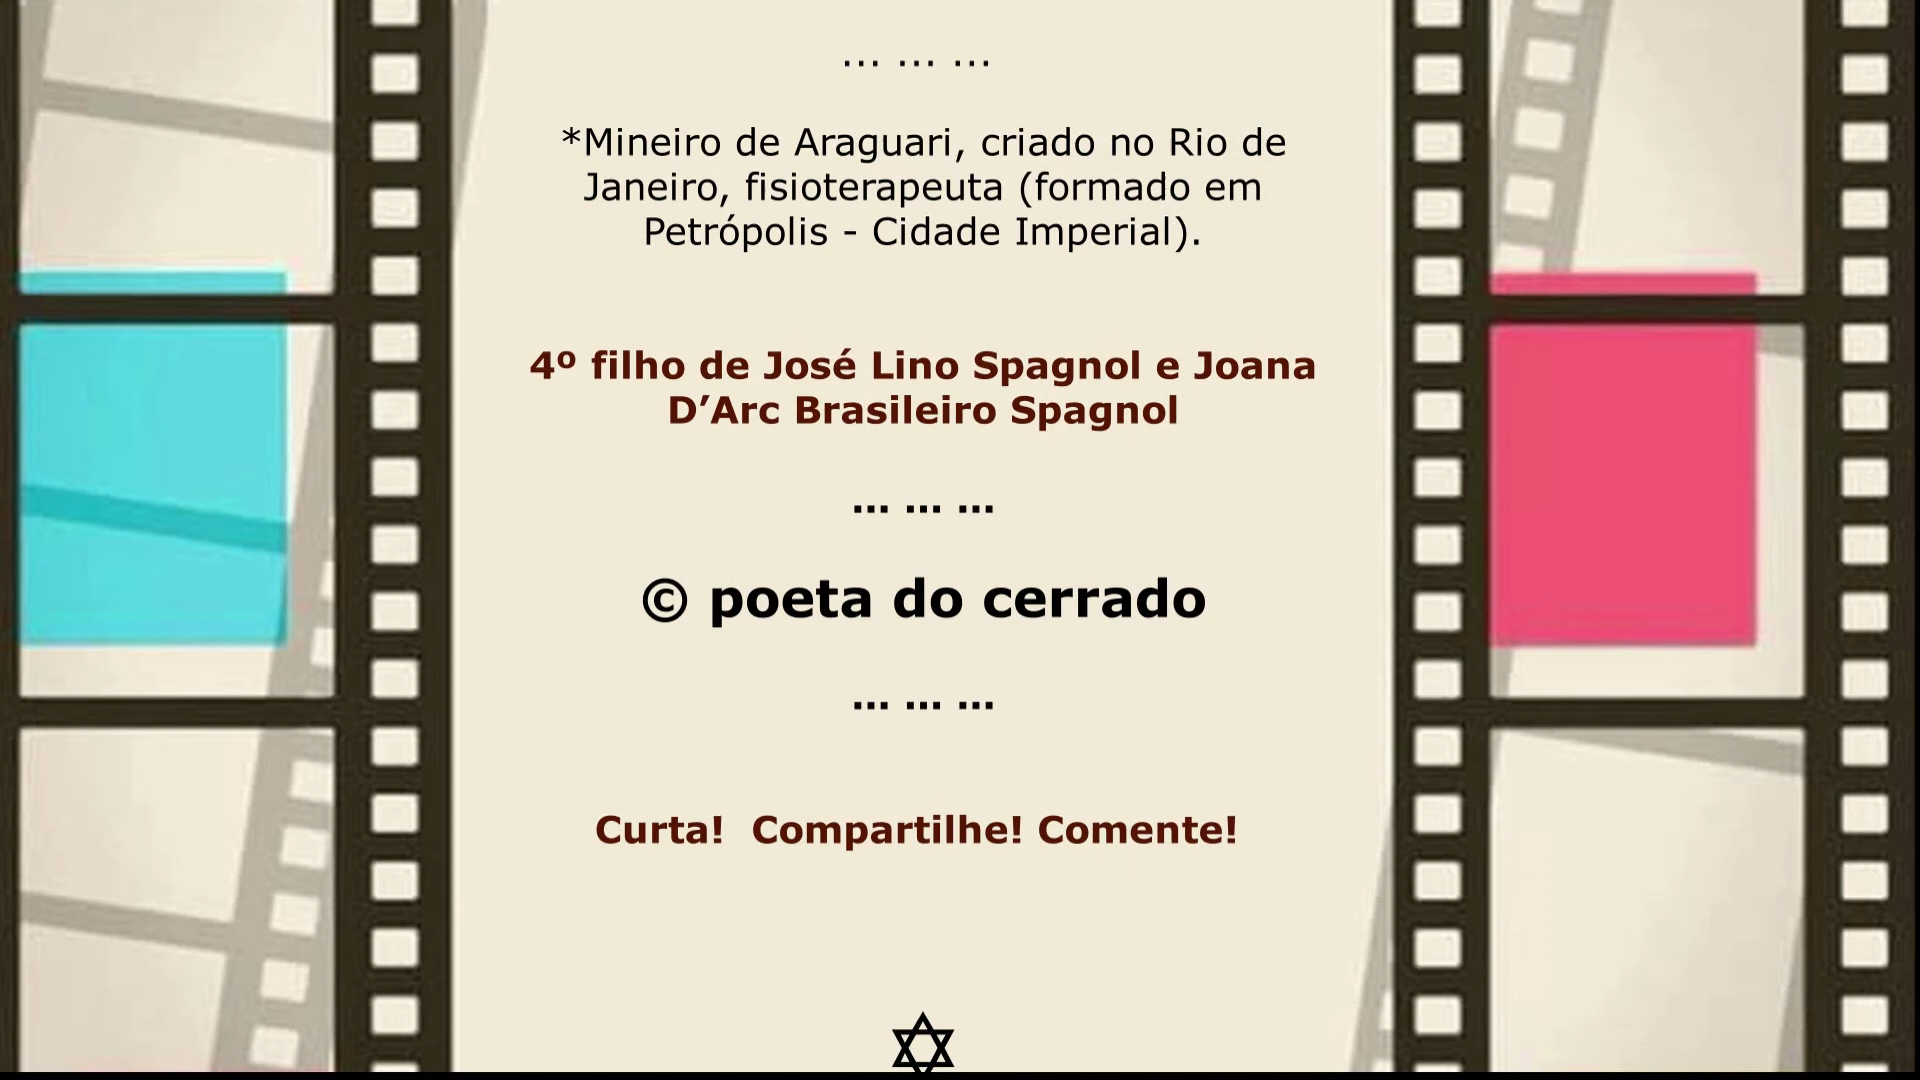 ... ... ...
*Mineiro de Araguari, criado no Rio de
Janeiro, fisioterapeuta (formado em
Petrópolis - Cidade Imperial).
4º filho de José Lino Spagnol e Joana
D’Arc Brasileiro Spagnol
... ... ...
© poeta do cerrado
... ... ...
Curta!  Compartilhe! Comente!
✡